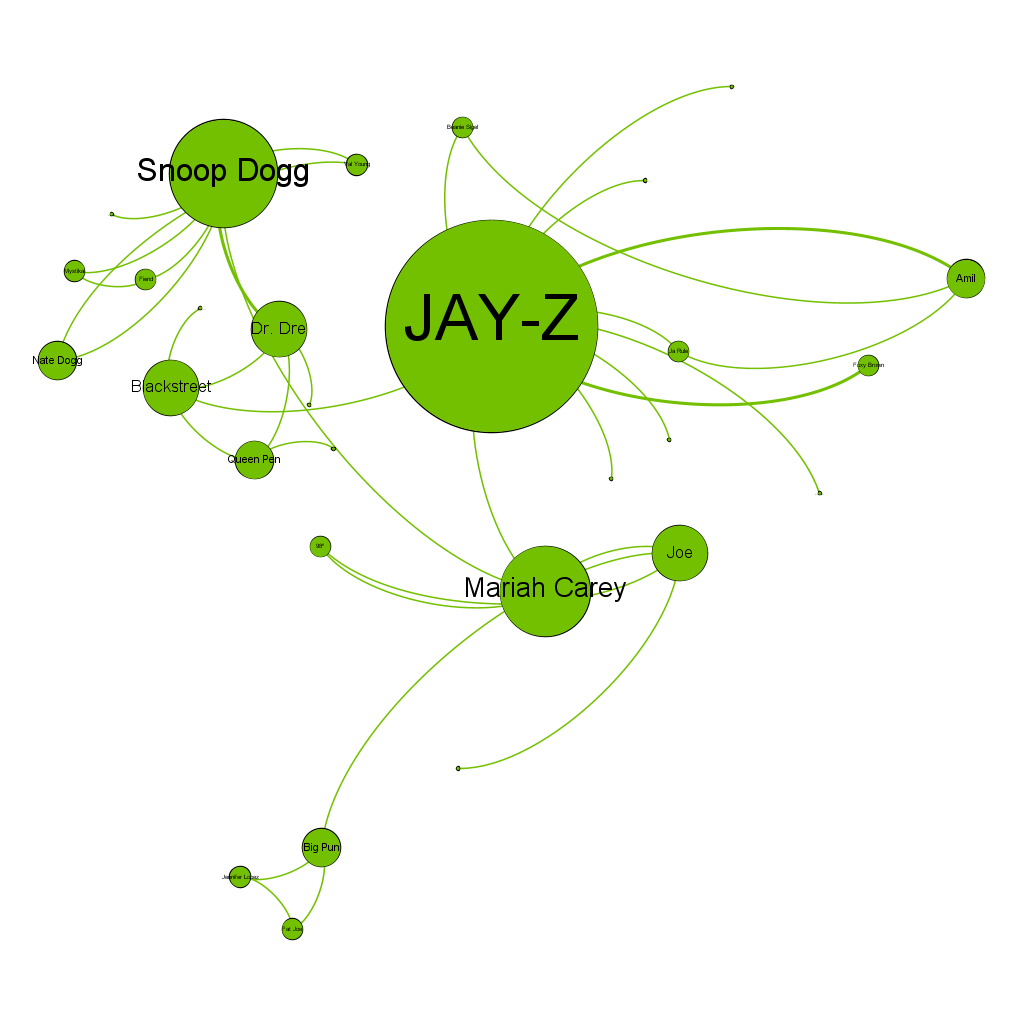 Beanie Sigel
Val Young
Snoop Dogg
Mystikal
Fiend
Amil
JAY-Z
Dr. Dre
Ja Rule
Nate Dogg
Foxy Brown
Blackstreet
Queen Pen
98°
Joe
Mariah Carey
Big Pun
Jennifer Lopez
Fat Joe